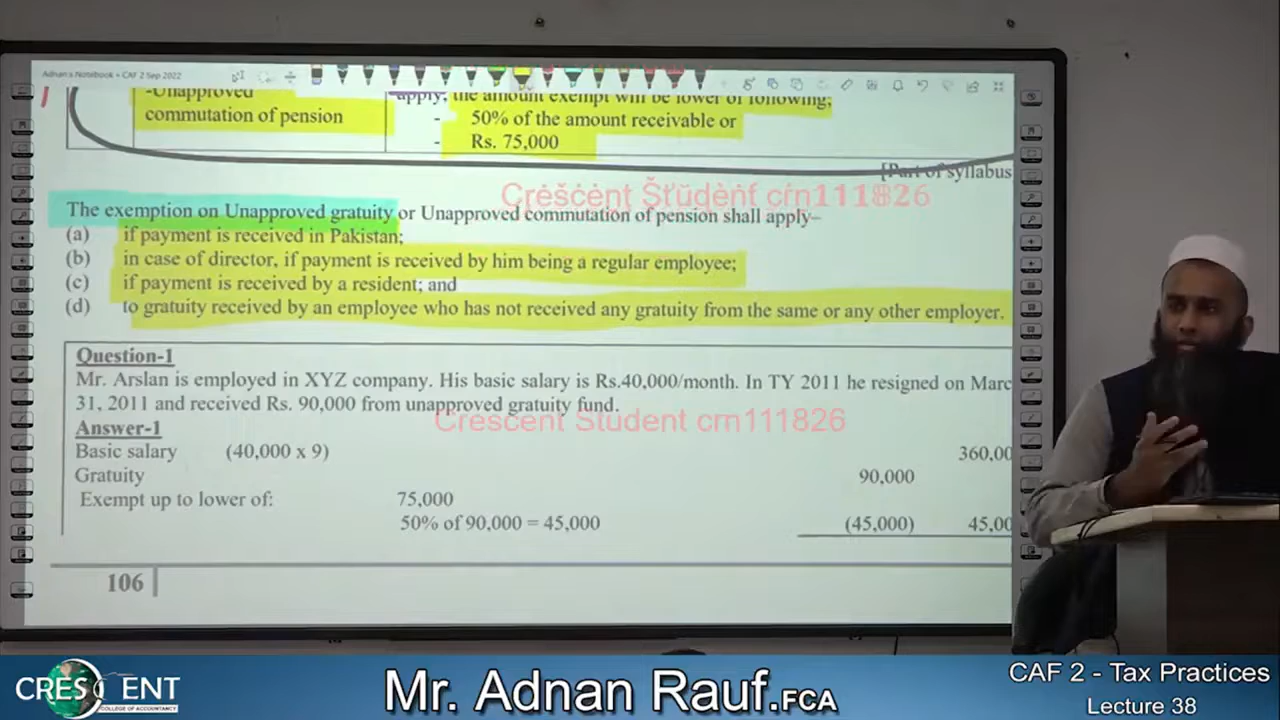 Adnan's Notebook • CAF 2 Sep 2022
-Unapproved apply, the amount exempt will be lower of following;
commutation of pension - 50% of the amount receivable or
- Rs. 75,000
[Part of syllabus
Crescent Student crn111826
The exemption on Unapproved gratuity or Unapproved commutation of pension shall apply–
(a) if payment is received in Pakistan;
(b) in case of director, if payment is received by him being a regular employee;
(c) if payment is received by a resident; and
(d) to gratuity received by an employee who has not received any gratuity from the same or any other employer.
Question-1
Mr. Arslan is employed in XYZ company. His basic salary is Rs.40,000/month. In TY 2011 he resigned on Marc
31, 2011 and received Rs. 90,000 from unapproved gratuity fund.
Crescent Student crn111826
Answer-1
Basic salary (40,000 x 9) 360,00
Gratuity 90,000
Exempt up to lower of: 75,000
50% of 90,000 = 45,000 (45,000) 45,00
106
CRESCENT
COLLEGE OF ACCOUNTANCY
Mr. Adnan Rauf.FCA
CAF 2 - Tax Practices
Lecture 38